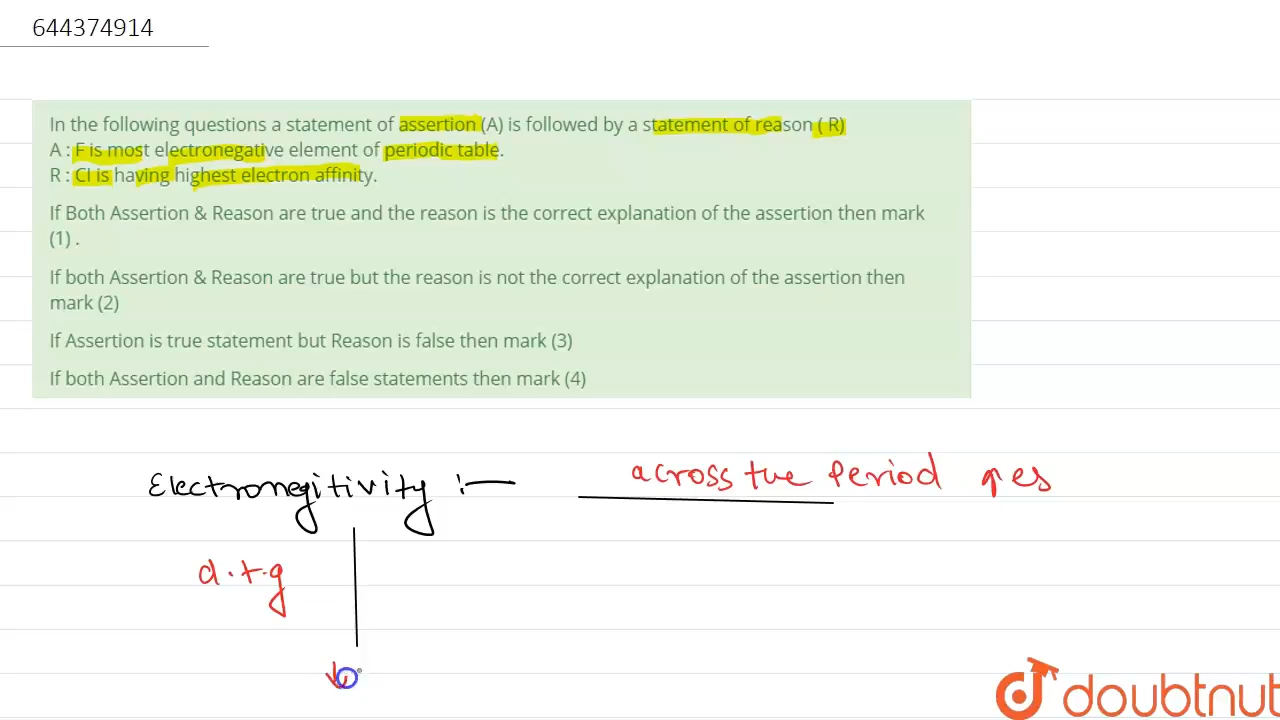 644374914
In the following questions a statement of assertion (A) is followed by a statement of reason ( R)
A : F is most electronegative element of periodic table.
R : CI is having highest electron affinity.
If Both Assertion & Reason are true and the reason is the correct explanation of the assertion then mark
(1) .
If both Assertion & Reason are true but the reason is not the correct explanation of the assertion then
mark (2)
If Assertion is true statement but Reason is false then mark (3)
If both Assertion and Reason are false statements then mark (4)
Electronegitivity :— across the Period ↑es
d.t.g
doubtnut